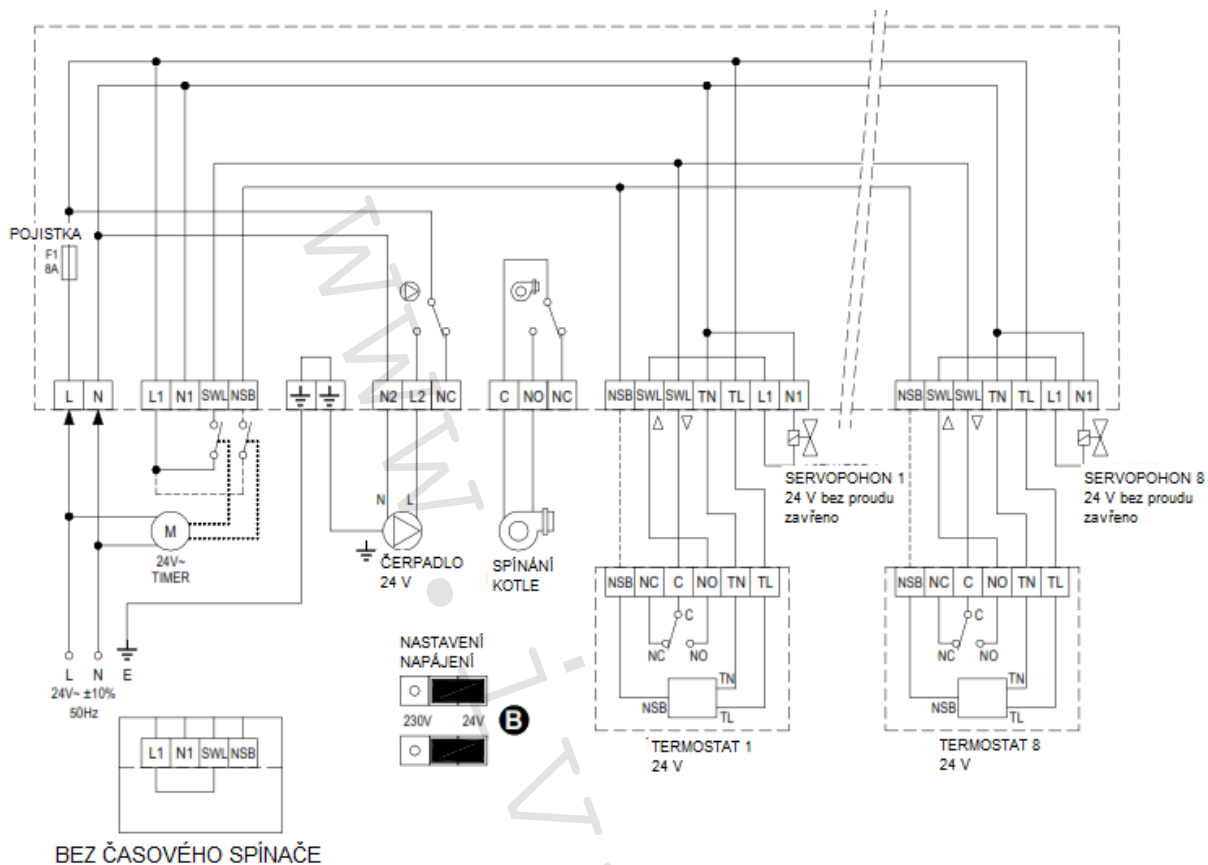 POJISTKA
F1
8A
L N
L1 N1 SWL NSB
N2 L2 NC
C NO NC
NSB SWL SWL TN TL L1 N1
NSB SWL SWL TN TL L1 N1
SERVOPOHON 1
24 V bez proudu
zavřeno
SERVOPOHON 8
24 V bez proudu
zavřeno
M
24V~
TIMER
N L
ČERPADLO
24 V
SPÍNÁNÍ
KOTLE
NSB NC C NO TN TL
C
NC NO
TN
NSB
TL
TERMOSTAT 1
24 V
NSB NC C NO TN TL
C
NC NO
TN
NSB
TL
TERMOSTAT 8
24 V
L N E
24V~ ±10%
50Hz
NASTAVENÍ
NAPÁJENÍ
230V 24V B
L1 N1 SWL NSB
BEZ ČASOVÉHO SPÍNAČE
www.iv.